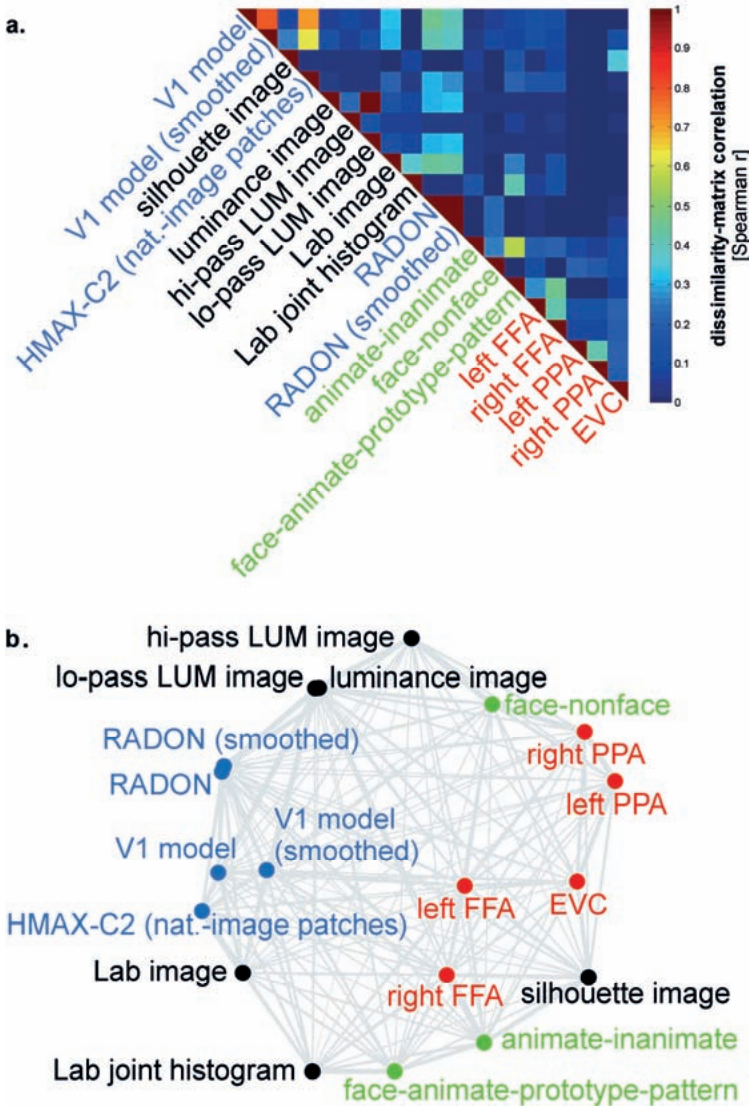 a.
V1 model
V1 model (smoothed)
silhouette image
HMAX-C2 (nat.-image patches)
luminance image
hi-pass LUM image
lo-pass LUM image
Lab image
Lab joint histogram
RADON
RADON (smoothed)
animate-inanimate
face-nonface
face-animate-prototype-pattern
left FFA
right FFA
left PPA
right PPA
EVC
1
0.9
0.8
0.7
0.6
0.5
0.4
0.3
0.2
0.1
0
dissimilarity-matrix correlation
[Spearman r]
b.
hi-pass LUM image
lo-pass LUM image
luminance image
face-nonface
RADON (smoothed)
right PPA
RADON
left PPA
V1 model
V1 model
(smoothed)
left FFA
EVC
HMAX-C2 (nat.-image patches)
Lab image
right FFA
silhouette image
animate-inanimate
Lab joint histogram
face-animate-prototype-pattern